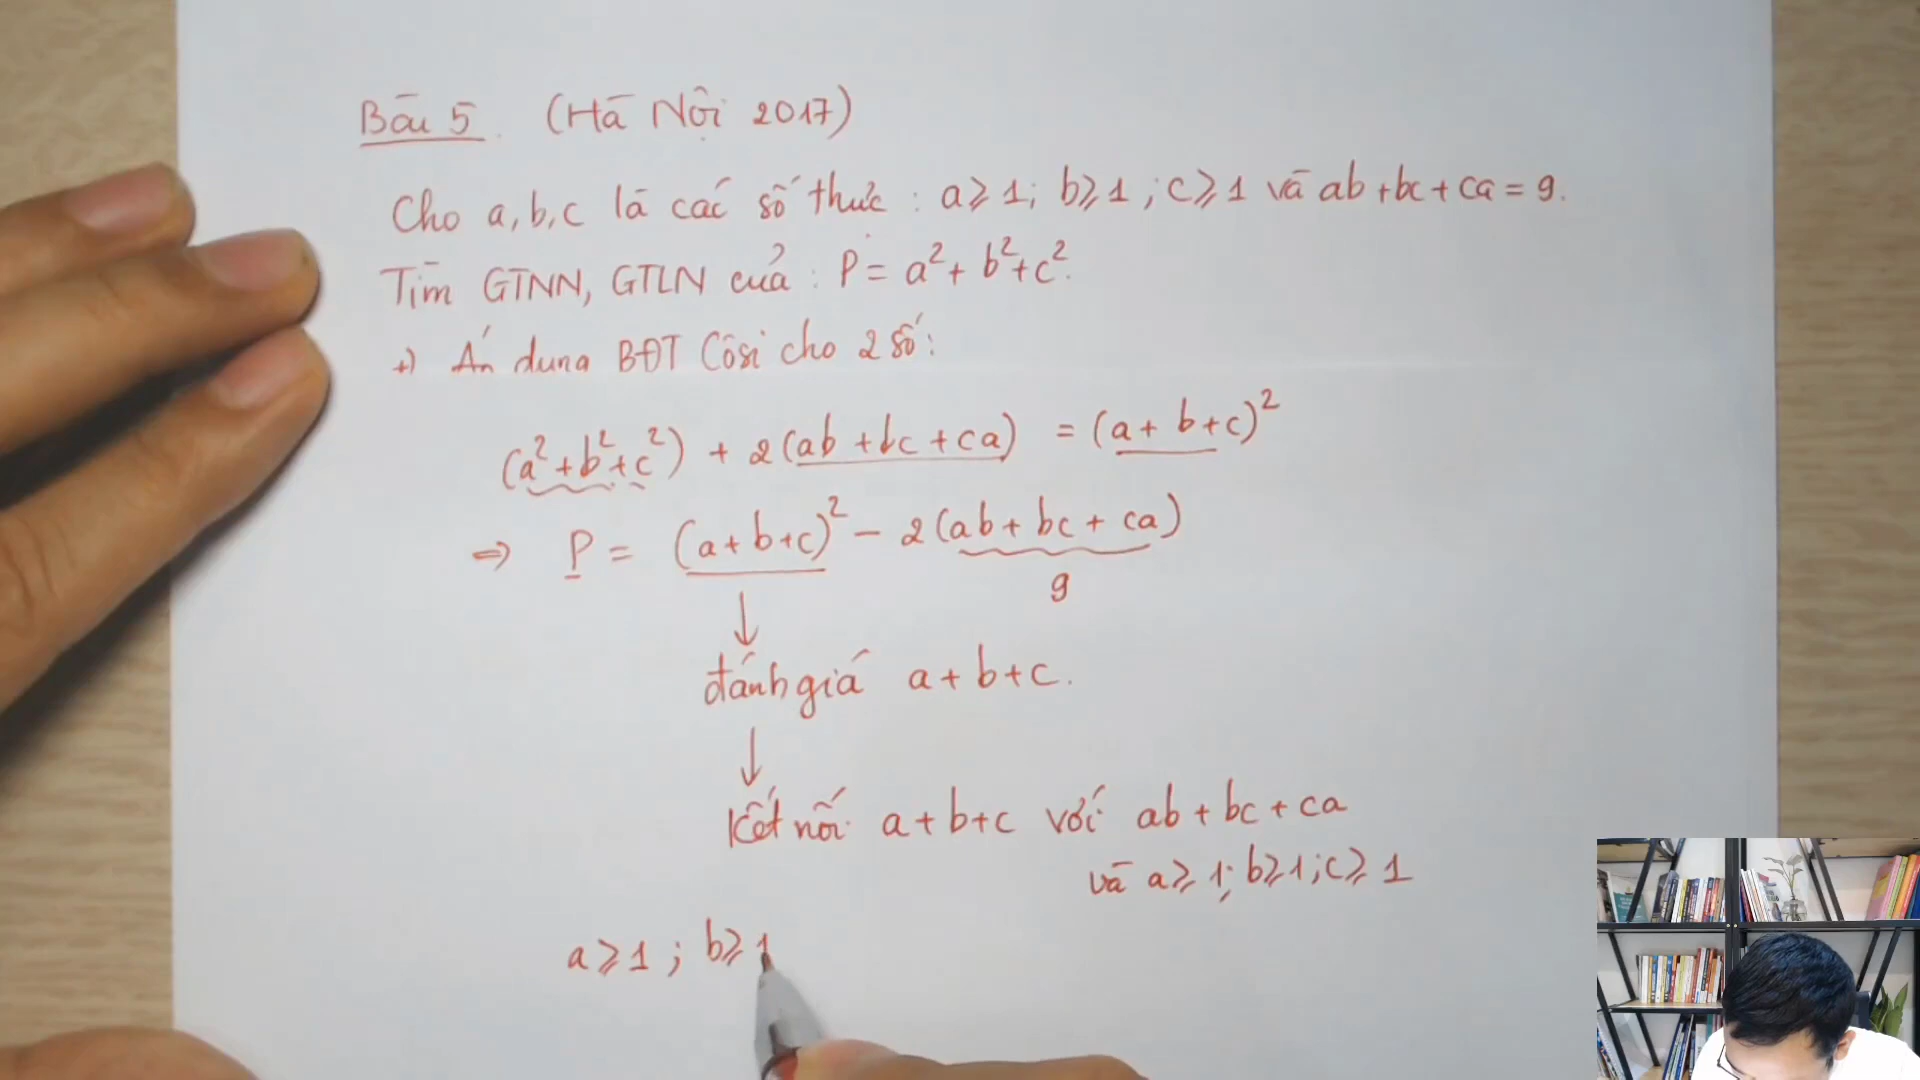 Bài 5. (Hà Nội 2017)
Cho a, b, c là các số thực : a ⩾ 1; b ⩾ 1 ; c ⩾ 1 và ab + bc + ca = 9.
Tìm GTNN, GTLN của : P = a² + b² + c².
+) Áp dụng BĐT Côsi cho 2 số :
(a² + b² + c²) + 2(ab + bc + ca) = (a + b + c)²
⇒ P = (a + b + c)² − 2(ab + bc + ca)
9
↓
đánh giá a + b + c.
↓
Kết nối a + b + c với ab + bc + ca
và a ⩾ 1; b ⩾ 1; c ⩾ 1
a ⩾ 1 ; b ⩾ 1